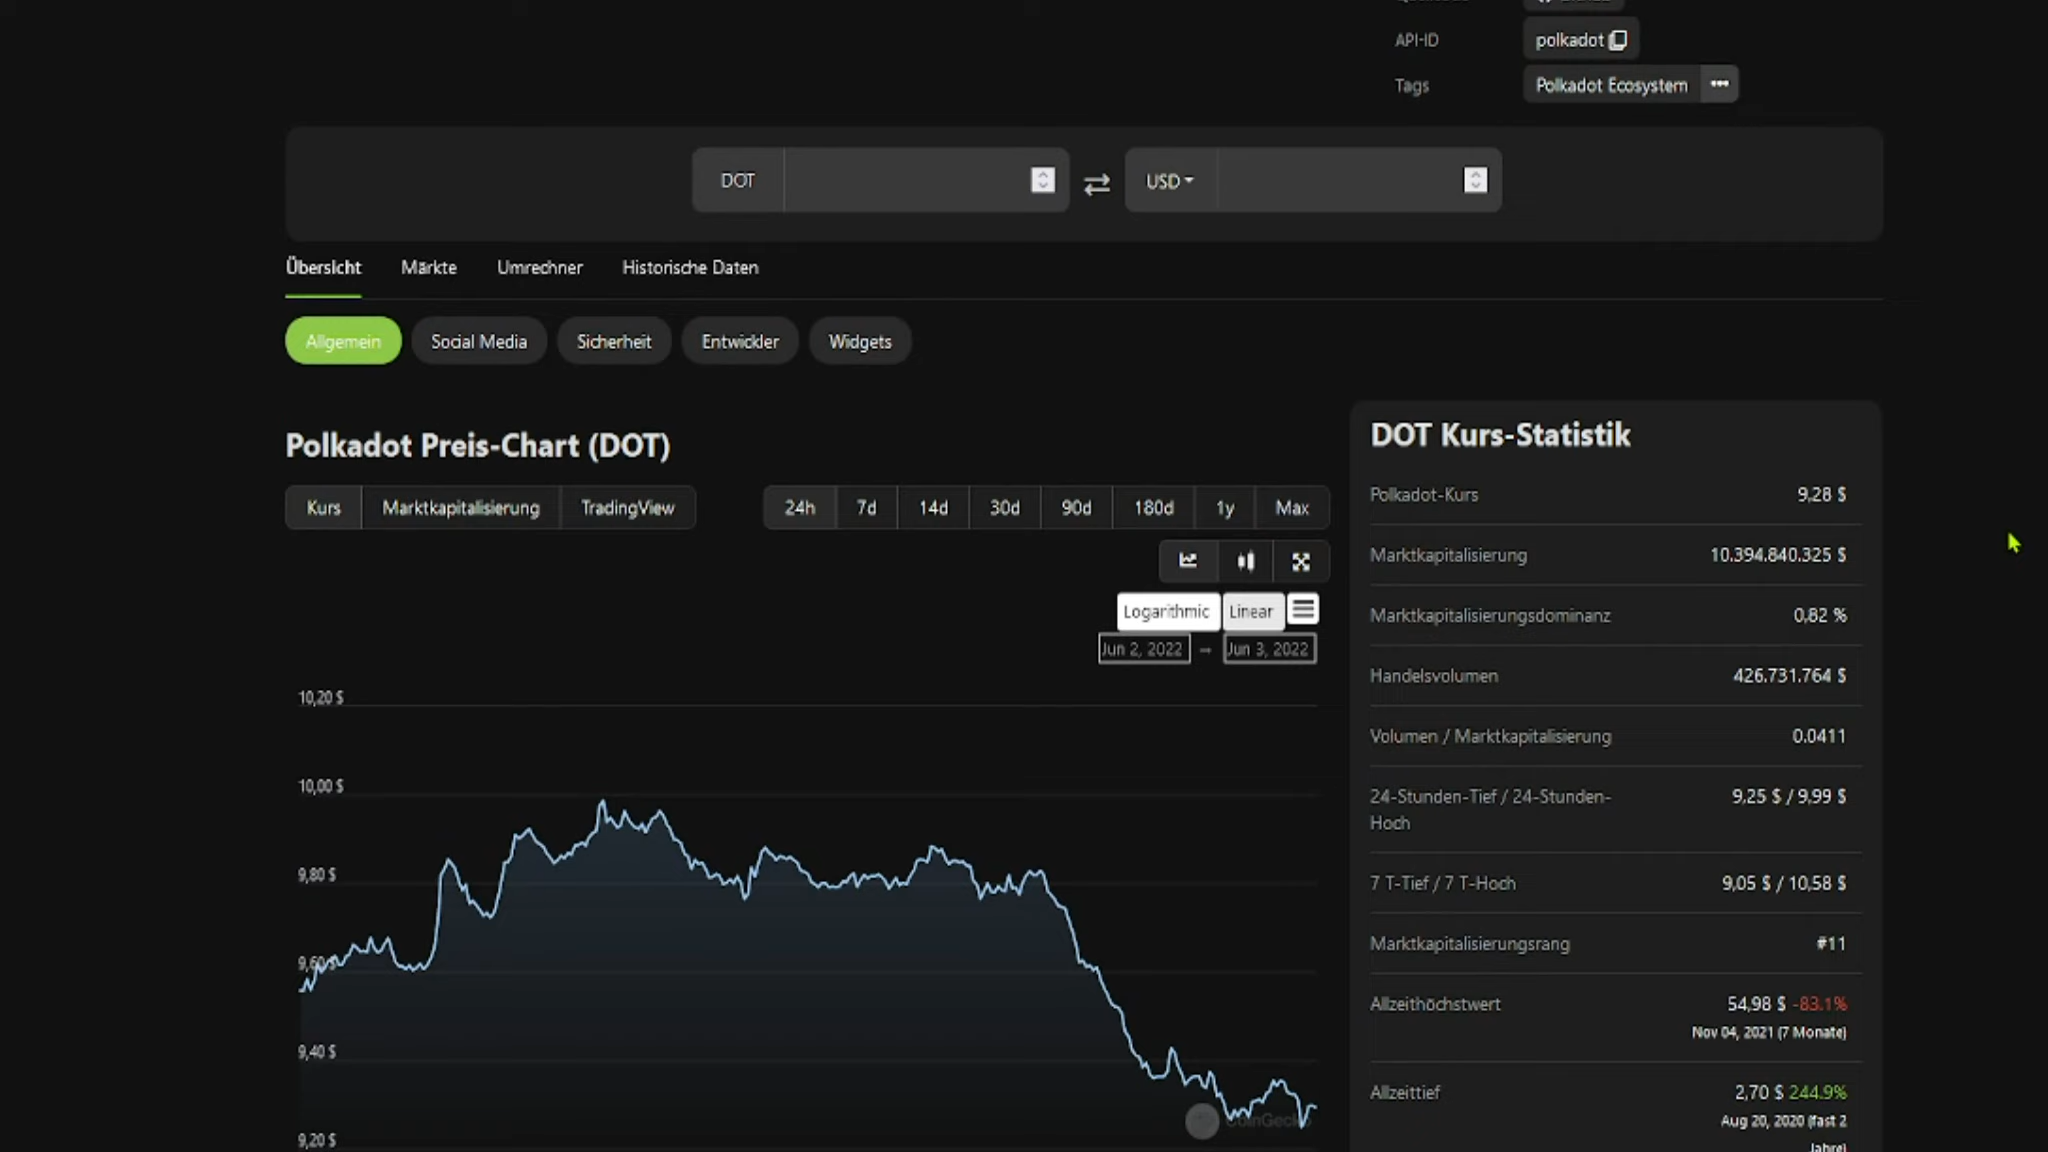 API-ID
polkadot
Tags
Polkadot Ecosystem
DOT
USD
Übersicht Märkte Umrechner Historische Daten
Allgemein Social Media Sicherheit Entwickler Widgets
Polkadot Preis-Chart (DOT)
Kurs Marktkapitalisierung TradingView
24h 7d 14d 30d 90d 180d 1y Max
Logarithmic Linear
Jun 2, 2022 → Jun 3, 2022
10,20 $
10,00 $
9,80 $
9,60 $
9,40 $
9,20 $
CoinGecko
DOT Kurs-Statistik
Polkadot-Kurs 9,28 $
Marktkapitalisierung 10.394.840.325 $
Marktkapitalisierungsdominanz 0,82 %
Handelsvolumen 426.731.764 $
Volumen / Marktkapitalisierung 0.0411
24-Stunden-Tief / 24-Stunden- 9,25 $ / 9,99 $
Hoch
7 T-Tief / 7 T-Hoch 9,05 $ / 10,58 $
Marktkapitalisierungsrang #11
Allzeithöchstwert 54,98 $ -83.1%
Nov 04, 2021 (7 Monate)
Allzeittief 2,70 $ 244.9%
Aug 20, 2020 (fast 2
Jahre)